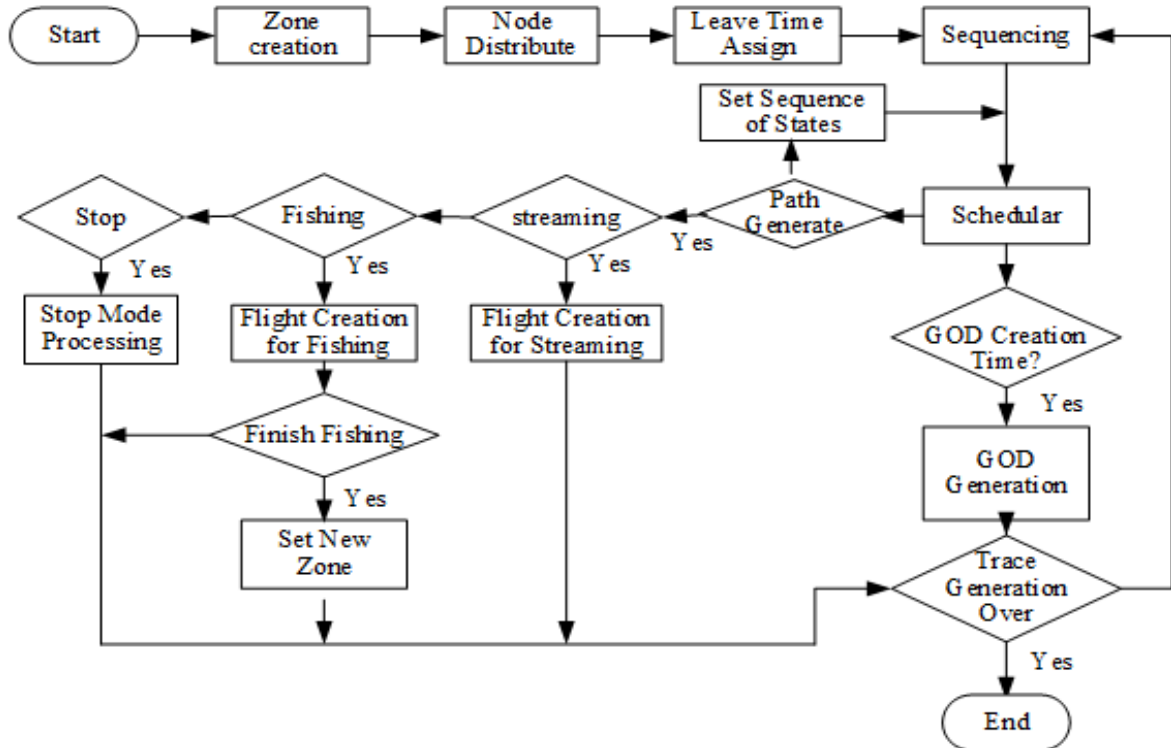 Start
Zone
creation
Node
Distribute
Leave Time
Assign
Sequencing
Set Sequence
of States
Stop
Fishing
streaming
Path
Generate
Schedular
Yes
Yes
Yes
Yes
Stop Mode
Processing
Flight Creation
for Fishing
Flight Creation
for Streaming
GOD Creation
Time?
Yes
Finish Fishing
GOD
Generation
Yes
Set New
Zone
Trace
Generation
Over
Yes
End